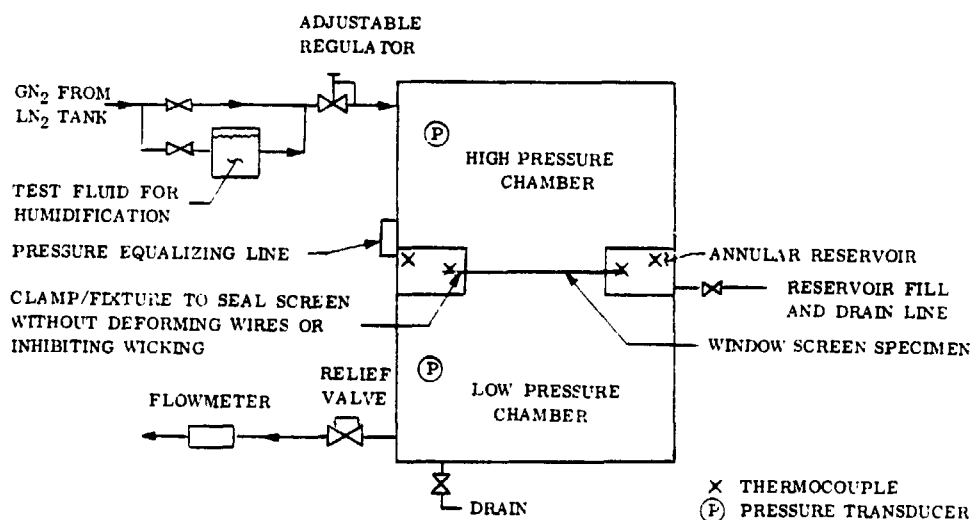 ADJUSTABLE
REGULATOR
GN₂ FROM
LN₂ TANK
P
HIGH PRESSURE
CHAMBER
TEST FLUID FOR
HUMIDIFICATION
PRESSURE EQUALIZING LINE
ANNULAR RESERVOIR
RESERVOIR FILL
AND DRAIN LINE
CLAMP/FIXTURE TO SEAL SCREEN
WITHOUT DEFORMING WIRES OR
INHIBITING WICKING
WINDOW SCREEN SPECIMEN
P
LOW PRESSURE
CHAMBER
RELIEF
VALVE
FLOWMETER
DRAIN
X THERMOCOUPLE
P PRESSURE TRANSDUCER